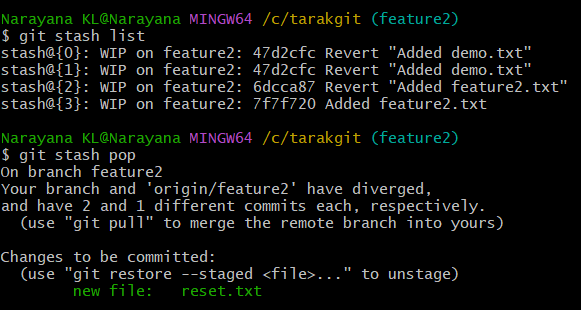 Narayana KL@Narayana MINGW64 /c/tarakgit (feature2)
$ git stash list
stash@{0}: WIP on feature2: 47d2cfc Revert "Added demo.txt"
stash@{1}: WIP on feature2: 47d2cfc Revert "Added demo.txt"
stash@{2}: WIP on feature2: 6dcca87 Revert "Added feature2.txt"
stash@{3}: WIP on feature2: 7f7f720 Added feature2.txt
Narayana KL@Narayana MINGW64 /c/tarakgit (feature2)
$ git stash pop
On branch feature2
Your branch and 'origin/feature2' have diverged,
and have 2 and 1 different commits each, respectively.
  (use "git pull" to merge the remote branch into yours)
Changes to be committed:
  (use "git restore --staged <file>..." to unstage)
        new file:   reset.txt